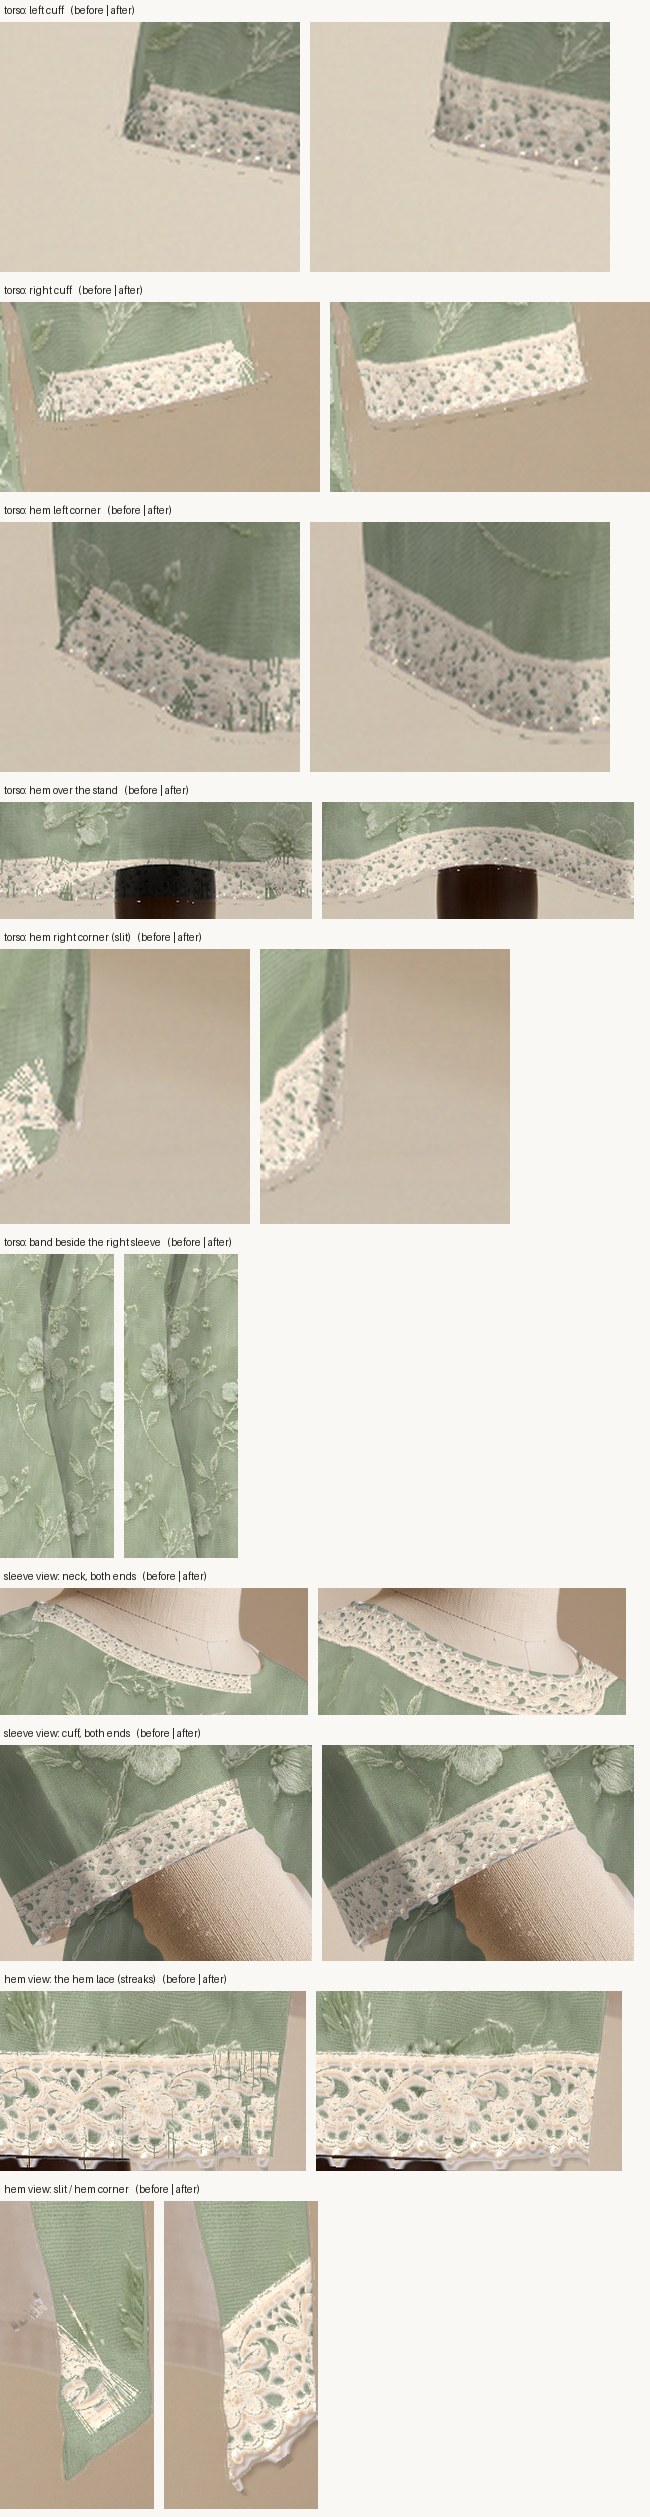 torso: left cuff (before | after)
torso: right cuff (before | after)
torso: hem left corner (before | after)
torso: hem over the stand (before | after)
torso: hem right corner (slit) (before | after)
torso: band beside the right sleeve (before | after)
sleeve view: neck, both ends (before | after)
sleeve view: cuff, both ends (before | after)
hem view: the hem lace (streaks) (before | after)
hem view: slit / hem corner (before | after)